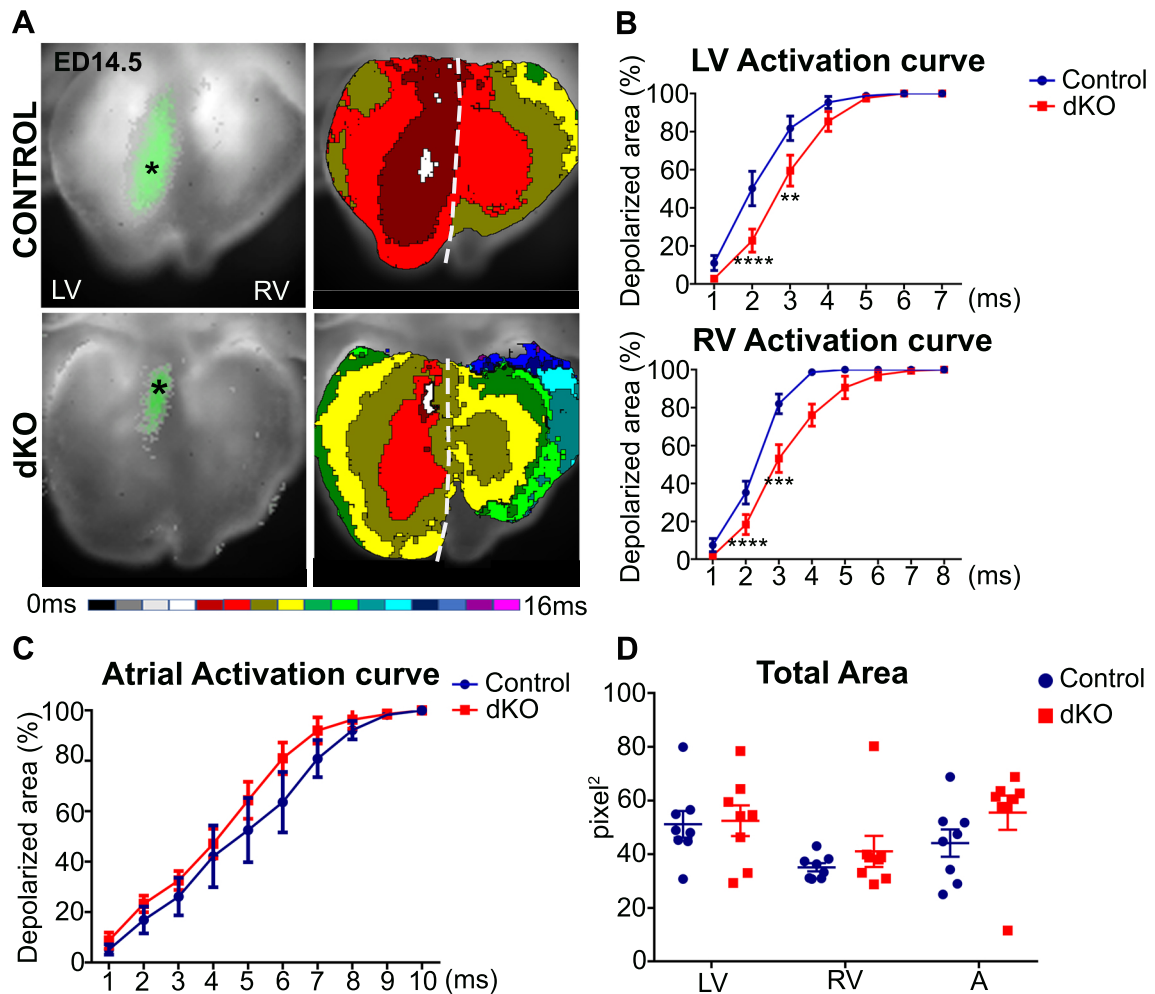 A
ED14.5
CONTROL
*
LV
RV
dKO
*
0ms
16ms
B
LV Activation curve
Control
dKO
Depolarized area (%)
100
80
60
40
20
0
**
****
1 2 3 4 5 6 7 (ms)
RV Activation curve
Depolarized area (%)
100
80
60
40
20
0
***
****
1 2 3 4 5 6 7 8 (ms)
C
Atrial Activation curve
Control
dKO
Depolarized area (%)
100
80
60
40
20
0
1 2 3 4 5 6 7 8 9 10 (ms)
D
Total Area
Control
dKO
pixel²
100
80
60
40
20
0
LV RV A